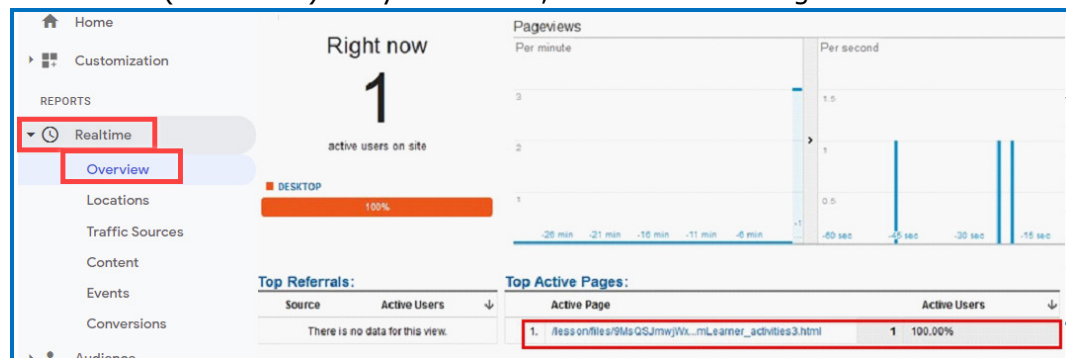 Home
Customization
REPORTS
Realtime
Overview
Locations
Traffic Sources
Content
Events
Conversions
Audience
Right now
1
active users on site
DESKTOP
100%
Pageviews
Per minute
Per second
3
2
1
-26 min -21 min -16 min -11 min -6 min
-1
1.5
1
0.5
-60 sec -45 sec -30 sec -15 sec
Top Referrals:
Source Active Users
There is no data for this view.
Top Active Pages:
Active Page Active Users
1. /lesson/files/9MsQSJmwjWx...mLearner_activities3.html 1 100.00%